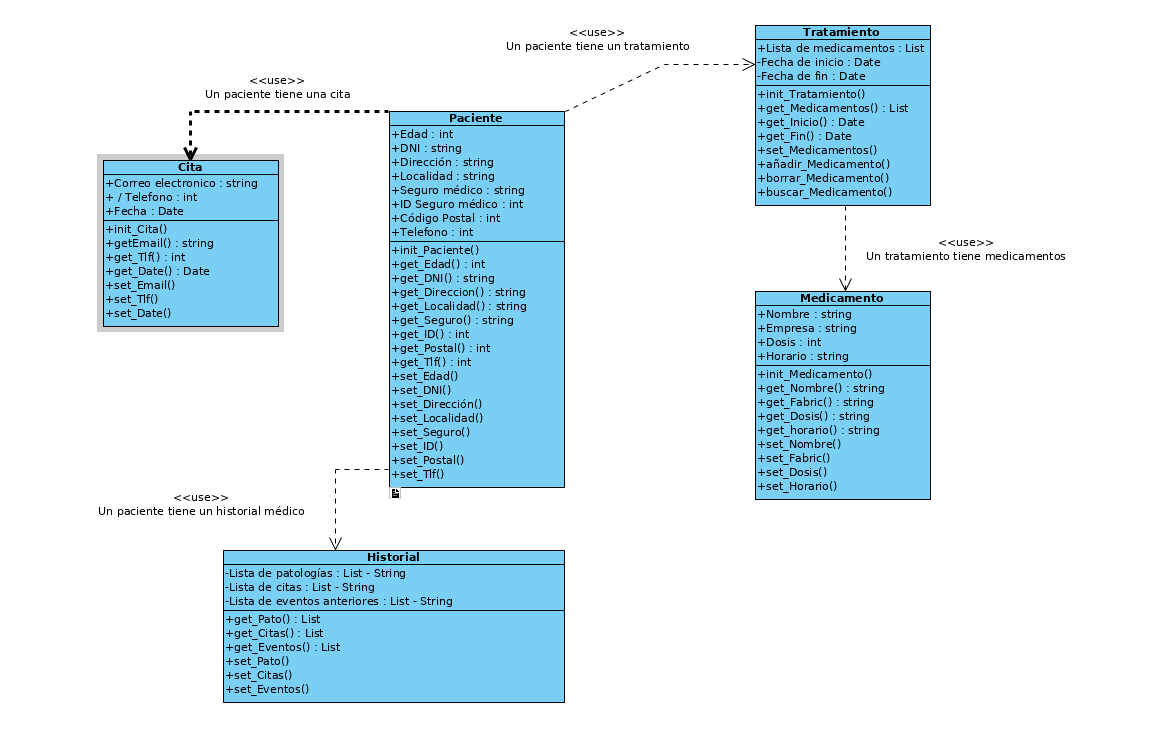 <<use>>
Un paciente tiene un tratamiento
<<use>>
Un paciente tiene una cita
Tratamiento
+Lista de medicamentos : List
-Fecha de inicio : Date
-Fecha de fin : Date
+init_Tratamiento()
+get_Medicamentos() : List
+get_Inicio() : Date
+get_Fin() : Date
+set_Medicamentos()
+añadir_Medicamento()
+borrar_Medicamento()
+buscar_Medicamento()
Paciente
+Edad : int
+DNI : string
+Dirección : string
+Localidad : string
+Seguro médico : string
+ID Seguro médico : int
+Código Postal : int
+Telefono : int
+init_Paciente()
+get_Edad() : int
+get_DNI() : string
+get_Direccion() : string
+get_Localidad() : string
+get_Seguro() : string
+get_ID() : int
+get_Postal() : int
+get_Tlf() : int
+set_Edad()
+set_DNI()
+set_Dirección()
+set_Localidad()
+set_Seguro()
+set_ID()
+set_Postal()
+set_Tlf()
Cita
+Correo electronico : string
+ / Telefono : int
+Fecha : Date
+init_Cita()
+getEmail() : string
+get_Tlf() : int
+get_Date() : Date
+set_Email()
+set_Tlf()
+set_Date()
<<use>>
Un tratamiento tiene medicamentos
Medicamento
+Nombre : string
+Empresa : string
+Dosis : int
+Horario : string
+init_Medicamento()
+get_Nombre() : string
+get_Fabric() : string
+get_Dosis() : string
+get_horario() : string
+set_Nombre()
+set_Fabric()
+set_Dosis()
+set_Horario()
<<use>>
Un paciente tiene un historial médico
Historial
-Lista de patologías : List - String
-Lista de citas : List - String
-Lista de eventos anteriores : List - String
+get_Pato() : List
+get_Citas() : List
+get_Eventos() : List
+set_Pato()
+set_Citas()
+set_Eventos()